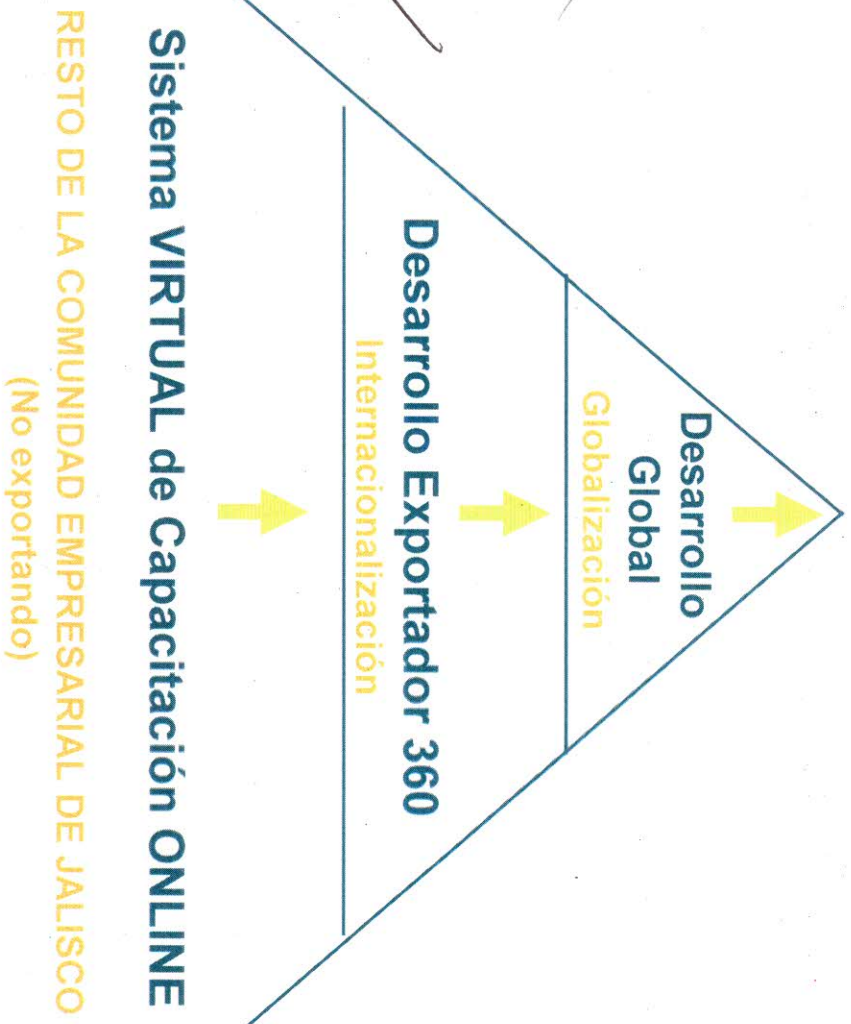 Desarrollo
Global
Globalización
Desarrollo Exportador 360
Internacionalización
Sistema VIRTUAL de Capacitación ONLINE
RESTO DE LA COMUNIDAD EMPRESARIAL DE JALISCO
(No exportando)